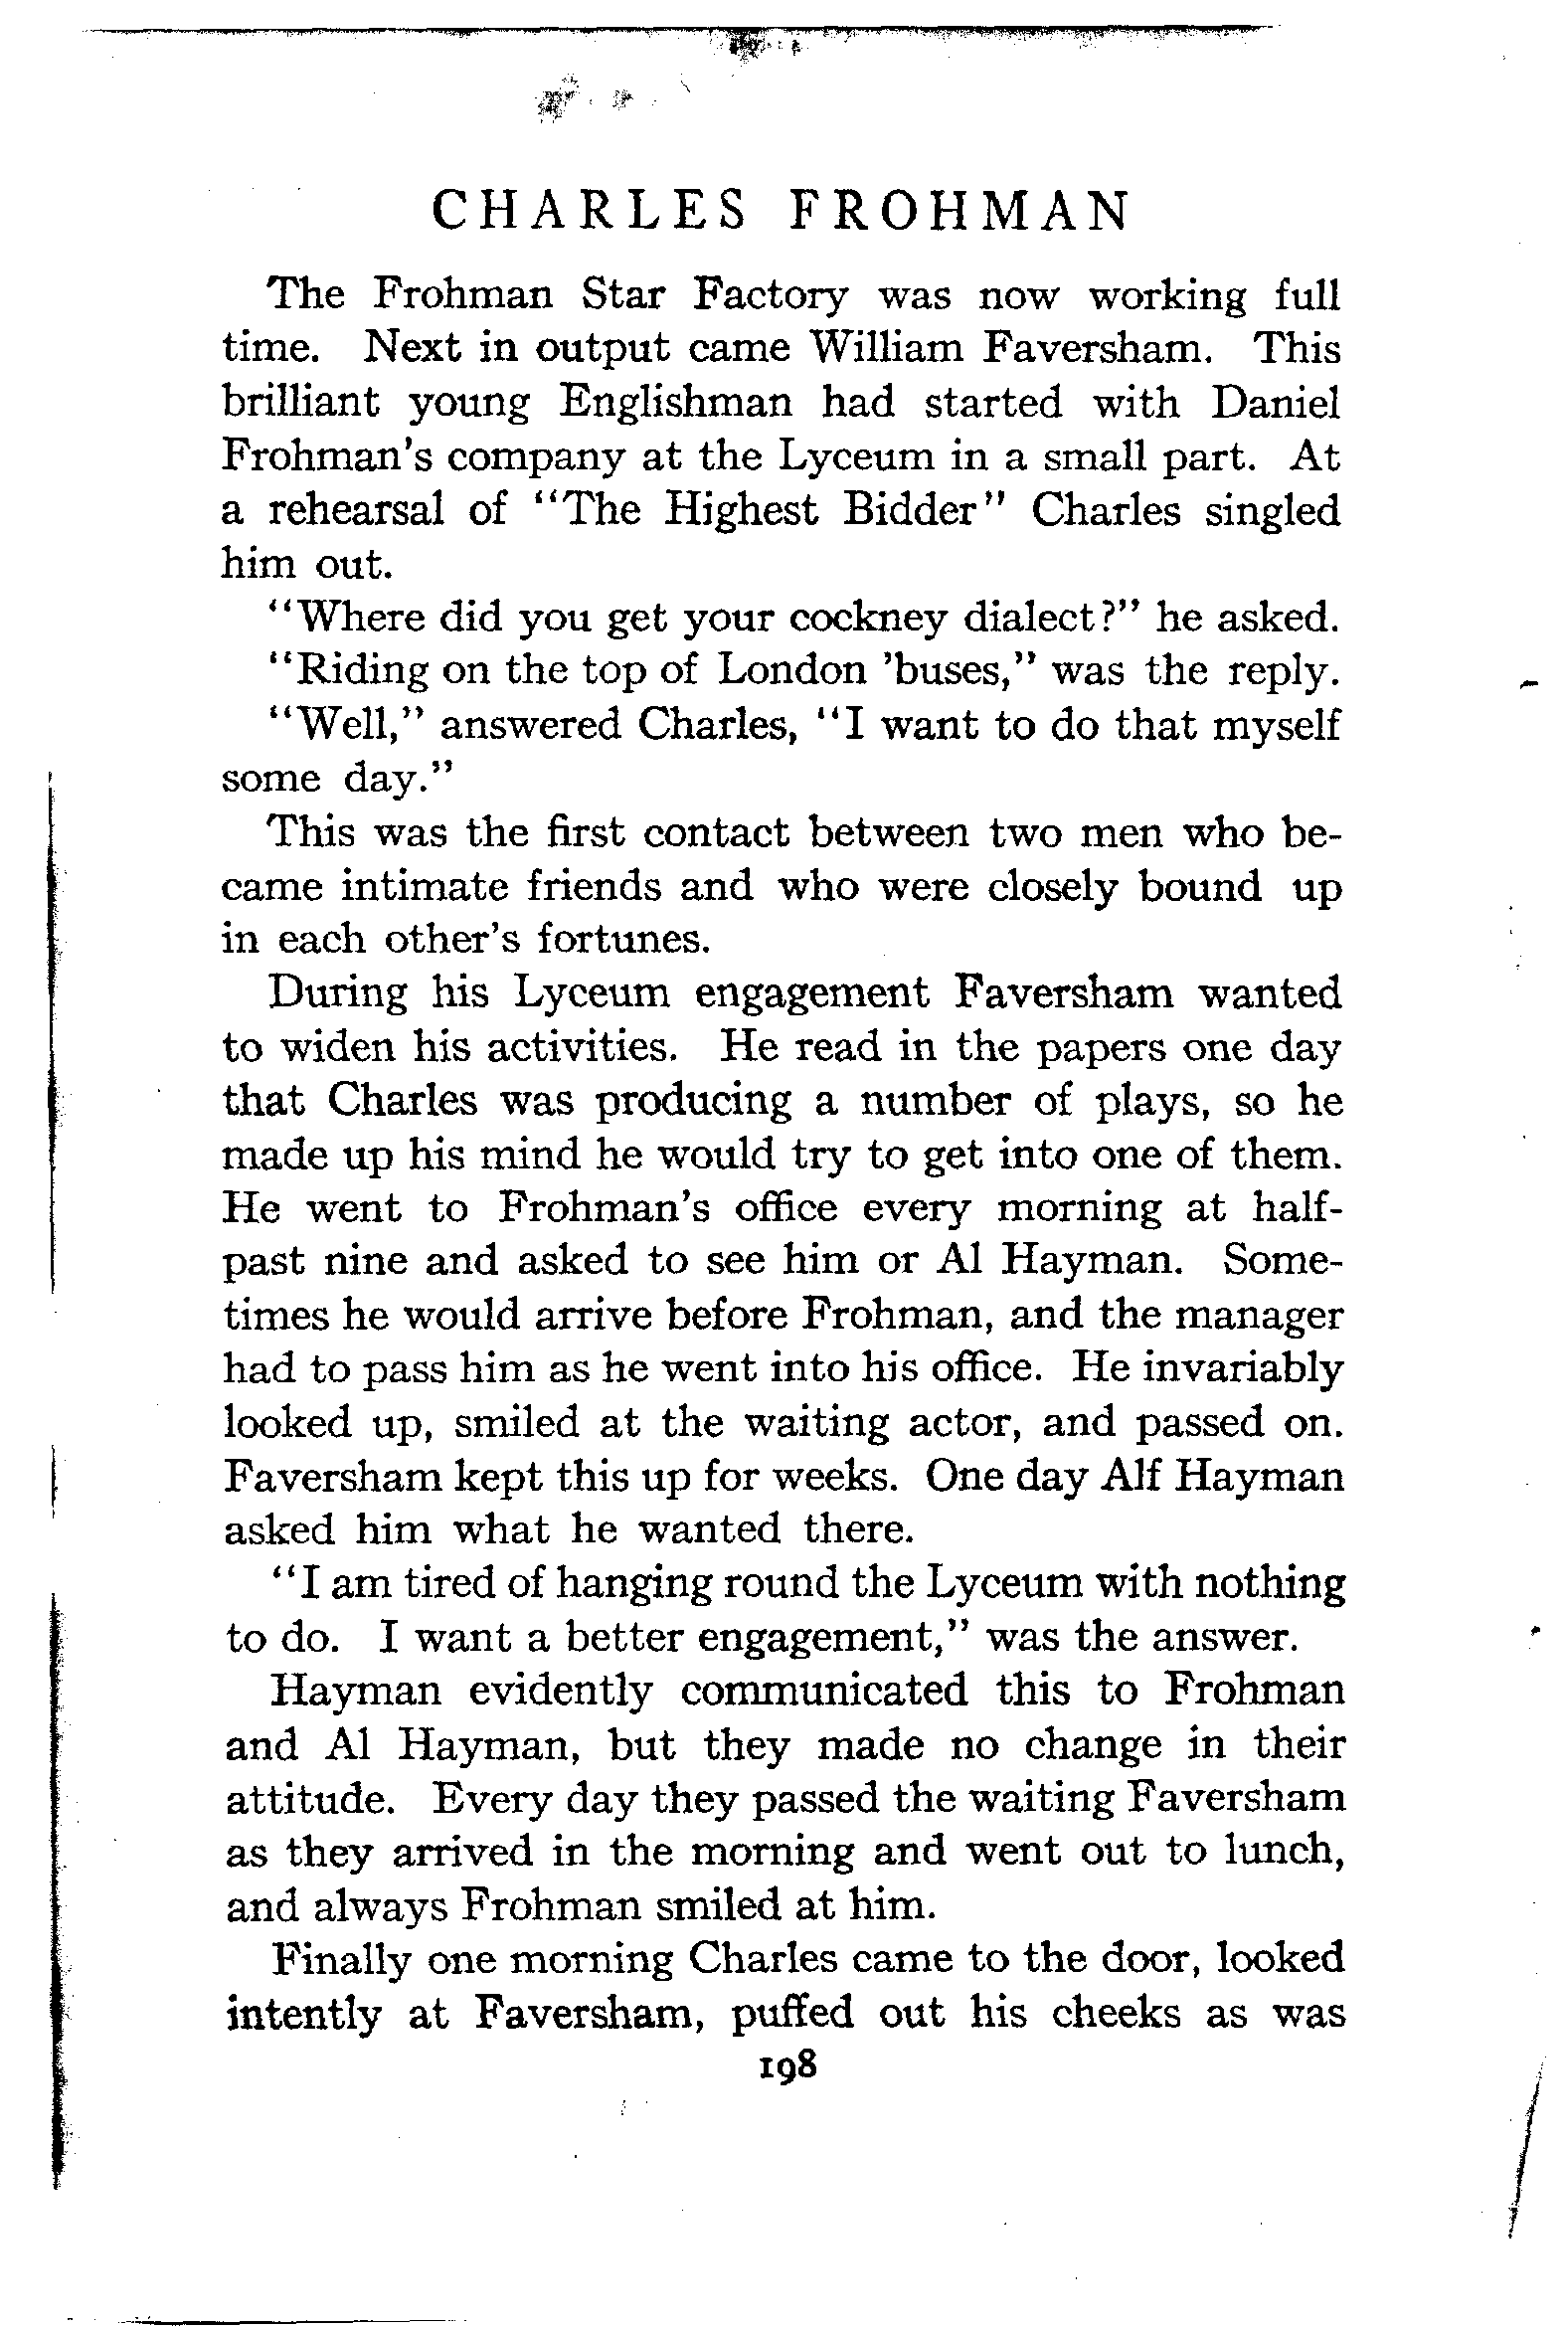 CHARLES FROHMAN
The Frohman Star Factory was now working full
time. Next in output came William Faversham. This
brilliant young Englishman had started with Daniel
Frohman's company at the Lyceum in a small part. At
a rehearsal of "The Highest Bidder" Charles singled
him out.
"Where did you get your cockney dialect?" he asked.
"Riding on the top of London 'buses," was the reply.
"Well," answered Charles, "I want to do that myself
some day."
This was the first contact between two men who be-
came intimate friends and who were closely bound up
in each other's fortunes.
During his Lyceum engagement Faversham wanted
to widen his activities. He read in the papers one day
that Charles was producing a number of plays, so he
made up his mind he would try to get into one of them.
He went to Frohman's office every morning at half-
past nine and asked to see him or Al Hayman. Some-
times he would arrive before Frohman, and the manager
had to pass him as he went into his office. He invariably
looked up, smiled at the waiting actor, and passed on.
Faversham kept this up for weeks. One day Alf Hayman
asked him what he wanted there.
"I am tired of hanging round the Lyceum with nothing
to do. I want a better engagement," was the answer.
Hayman evidently communicated this to Frohman
and Al Hayman, but they made no change in their
attitude. Every day they passed the waiting Faversham
as they arrived in the morning and went out to lunch,
and always Frohman smiled at him.
Finally one morning Charles came to the door, looked
intently at Faversham, puffed out his cheeks as was
198